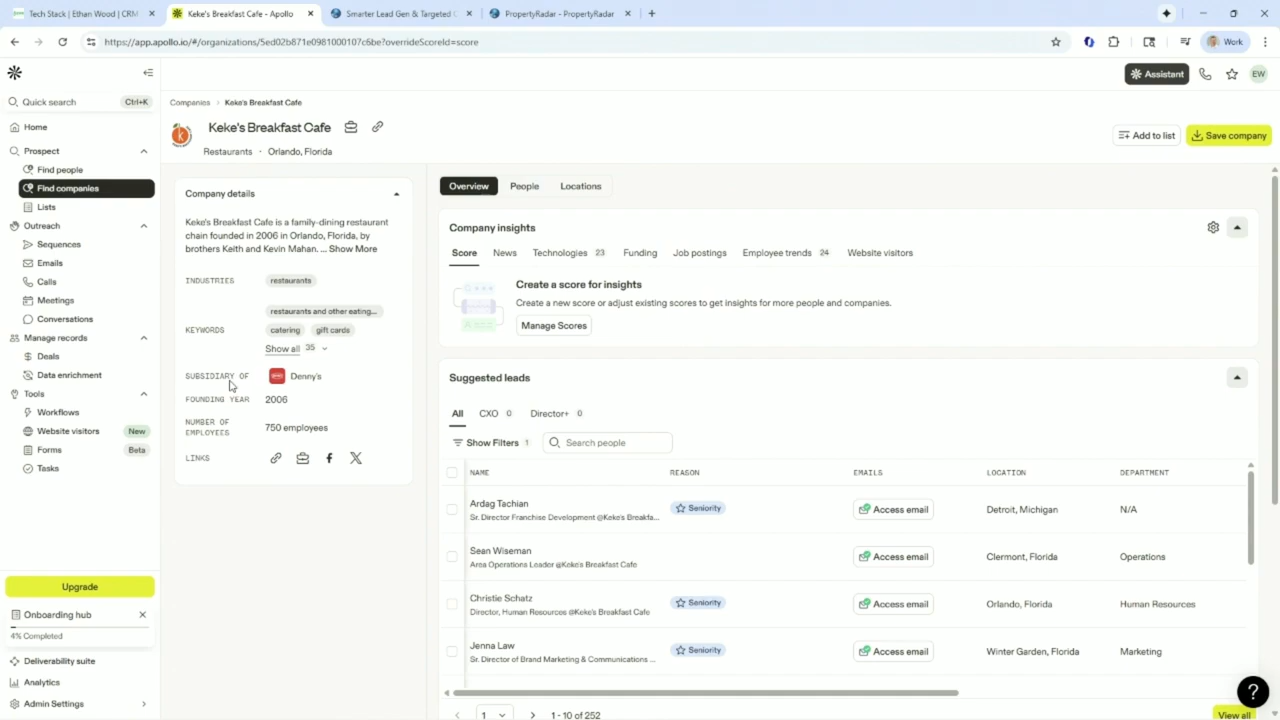 Tech Stack | Ethan Wood | CRM
Keke's Breakfast Cafe - Apollo
Smarter Lead Gen & Targeted C
PropertyRadar - PropertyRadar
https://app.apollo.io/#/organizations/5ed02b871e0981000107c6be?overrideScoreId=score
Work
Assistant
EW
Quick search
Ctrl+K
Home
Prospect
Find people
Find companies
Lists
Outreach
Sequences
Emails
Calls
Meetings
Conversations
Manage records
Deals
Data enrichment
Tools
Workflows
Website visitors
New
Forms
Beta
Tasks
Upgrade
Onboarding hub
4% Completed
Deliverability suite
Analytics
Admin Settings
Companies > Keke's Breakfast Cafe
Keke's Breakfast Cafe
Restaurants · Orlando, Florida
Add to list
Save company
Company details
Keke's Breakfast Cafe is a family-dining restaurant
chain founded in 2006 in Orlando, Florida, by
brothers Keith and Kevin Mahan. ... Show More
INDUSTRIES
restaurants
KEYWORDS
restaurants and other eating...
catering
gift cards
Show all 35
SUBSIDIARY OF
Denny's
FOUNDING YEAR
2006
NUMBER OF
EMPLOYEES
750 employees
LINKS
Overview
People
Locations
Company insights
Score
News
Technologies 23
Funding
Job postings
Employee trends 24
Website visitors
Create a score for insights
Create a new score or adjust existing scores to get insights for more people and companies.
Manage Scores
Suggested leads
All
CXO 0
Director+ 0
Show Filters 1
Search people
NAME
REASON
EMAILS
LOCATION
DEPARTMENT
Ardag Tachian
Sr. Director Franchise Development @Keke's Breakfa...
Seniority
Access email
Detroit, Michigan
N/A
Sean Wiseman
Area Operations Leader @Keke's Breakfast Cafe
Access email
Clermont, Florida
Operations
Christie Schatz
Director, Human Resources @Keke's Breakfast Cafe
Seniority
Access email
Orlando, Florida
Human Resources
Jenna Law
Sr. Director of Brand Marketing & Communications ...
Seniority
Access email
Winter Garden, Florida
Marketing
1
1 - 10 of 252
View all
?